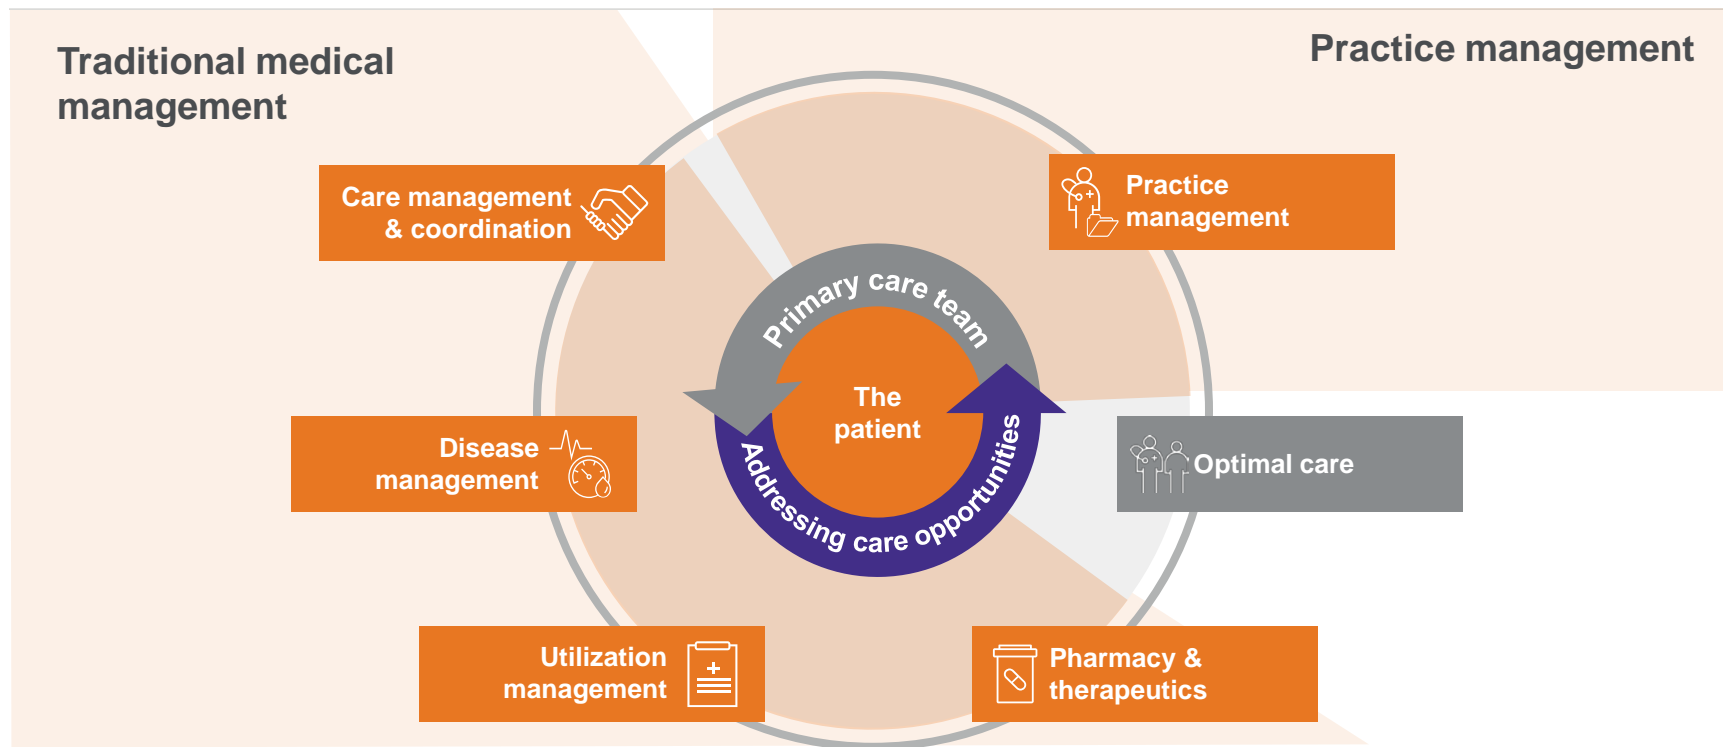 Traditional medical
management
Practice management
Care management
& coordination
Practice
management
Primary care team
The
patient
Addressing care opportunities
Disease
management
Optimal care
Utilization
management
Pharmacy &
therapeutics